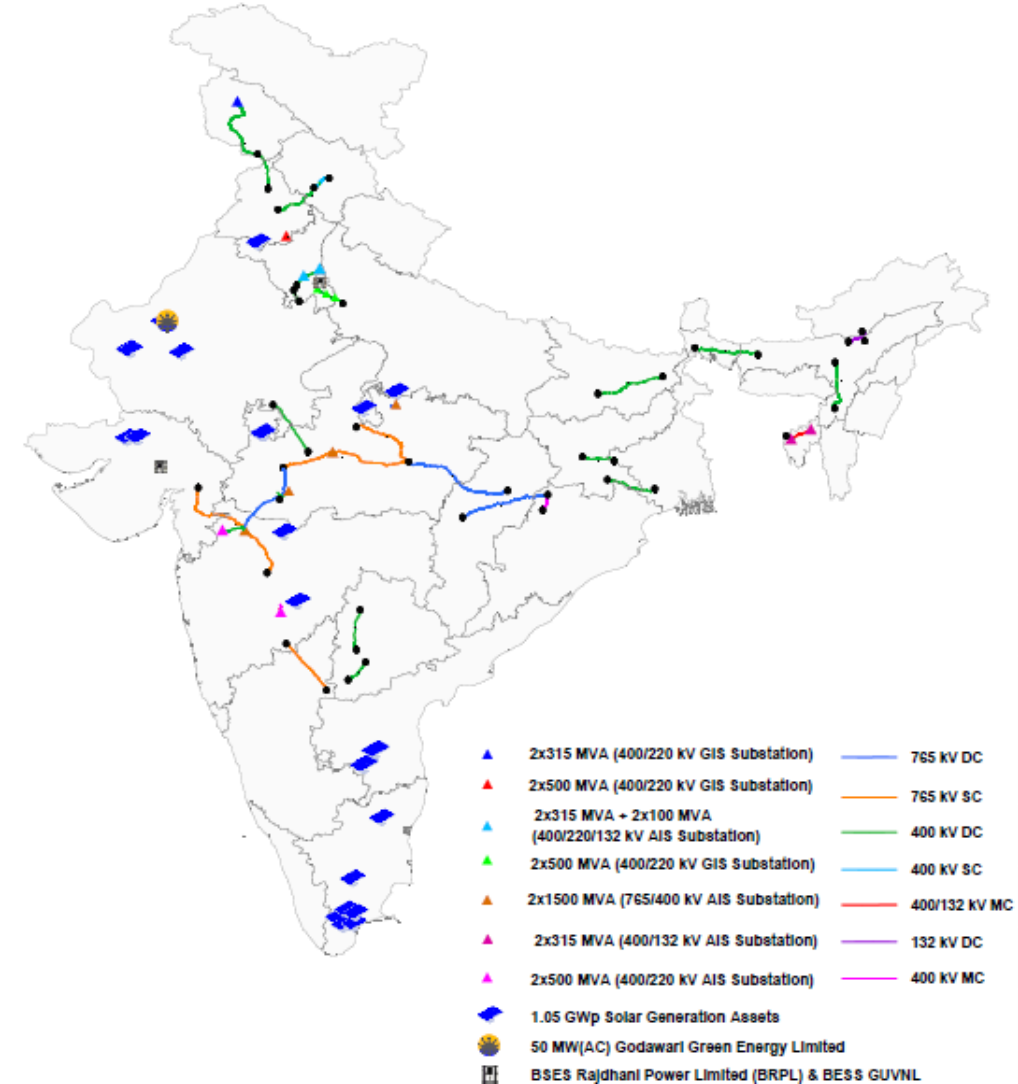 2x315 MVA (400/220 kV GIS Substation)
2x500 MVA (400/220 kV GIS Substation)
2x315 MVA + 2x100 MVA
(400/220/132 kV AIS Substation)
2x500 MVA (400/220 kV GIS Substation)
2x1500 MVA (765/400 kV AIS Substation)
2x315 MVA (400/132 kV AIS Substation)
2x500 MVA (400/220 kV AIS Substation)
1.05 GWp Solar Generation Assets
50 MW(AC) Godawari Green Energy Limited
BSES Rajdhani Power Limited (BRPL) & BESS GUVNL
765 kV DC
765 kV SC
400 kV DC
400 kV SC
400/132 kV MC
132 kV DC
400 kV MC